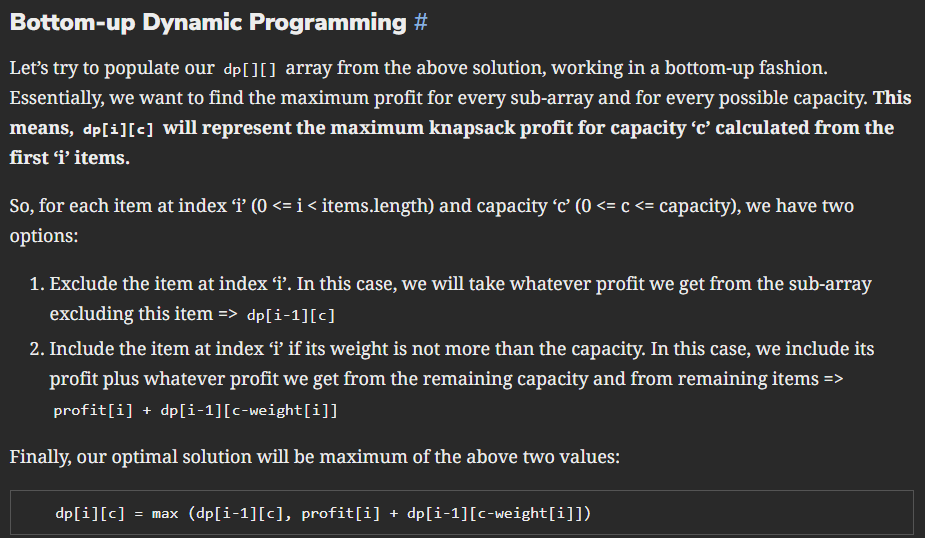 Bottom-up Dynamic Programming #
Let’s try to populate our dp[][] array from the above solution, working in a bottom-up fashion.
Essentially, we want to find the maximum profit for every sub-array and for every possible capacity. This
means, dp[i][c] will represent the maximum knapsack profit for capacity ‘c’ calculated from the
first ‘i’ items.
So, for each item at index ‘i’ (0 <= i < items.length) and capacity ‘c’ (0 <= c <= capacity), we have two
options:
1. Exclude the item at index ‘i’. In this case, we will take whatever profit we get from the sub-array
excluding this item => dp[i-1][c]
2. Include the item at index ‘i’ if its weight is not more than the capacity. In this case, we include its
profit plus whatever profit we get from the remaining capacity and from remaining items =>
profit[i] + dp[i-1][c-weight[i]]
Finally, our optimal solution will be maximum of the above two values:
dp[i][c] = max (dp[i-1][c], profit[i] + dp[i-1][c-weight[i]])